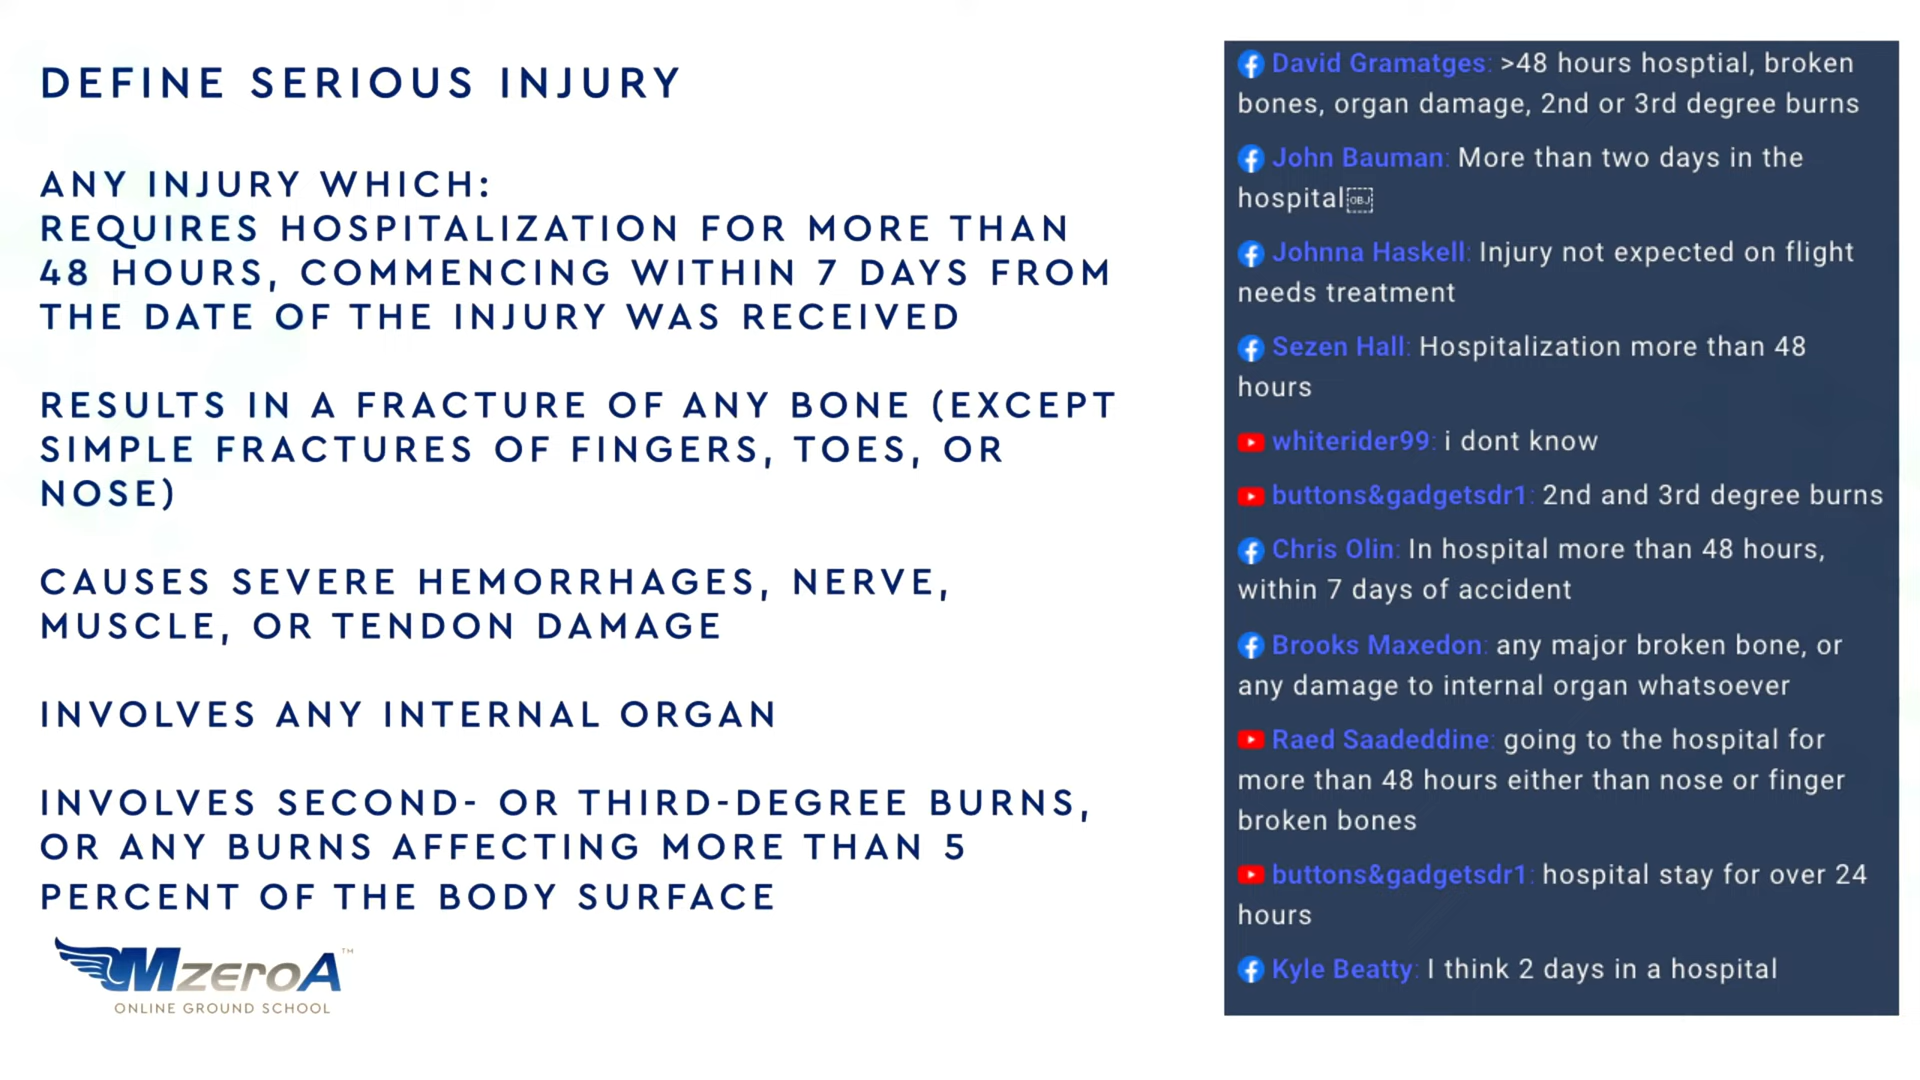 DEFINE SERIOUS INJURY
ANY INJURY WHICH:
REQUIRES HOSPITALIZATION FOR MORE THAN
48 HOURS, COMMENCING WITHIN 7 DAYS FROM
THE DATE OF THE INJURY WAS RECEIVED
RESULTS IN A FRACTURE OF ANY BONE (EXCEPT
SIMPLE FRACTURES OF FINGERS, TOES, OR
NOSE)
CAUSES SEVERE HEMORRHAGES, NERVE,
MUSCLE, OR TENDON DAMAGE
INVOLVES ANY INTERNAL ORGAN
INVOLVES SECOND- OR THIRD-DEGREE BURNS,
OR ANY BURNS AFFECTING MORE THAN 5
PERCENT OF THE BODY SURFACE
MzeroA™
ONLINE GROUND SCHOOL
David Gramatges: >48 hours hosptial, broken
bones, organ damage, 2nd or 3rd degree burns
John Bauman: More than two days in the
hospital￼
Johnna Haskell: Injury not expected on flight
needs treatment
Sezen Hall: Hospitalization more than 48
hours
whiterider99: i dont know
buttons&gadgetsdr1: 2nd and 3rd degree burns
Chris Olin: In hospital more than 48 hours,
within 7 days of accident
Brooks Maxedon: any major broken bone, or
any damage to internal organ whatsoever
Raed Saadeddine: going to the hospital for
more than 48 hours either than nose or finger
broken bones
buttons&gadgetsdr1: hospital stay for over 24
hours
Kyle Beatty: I think 2 days in a hospital